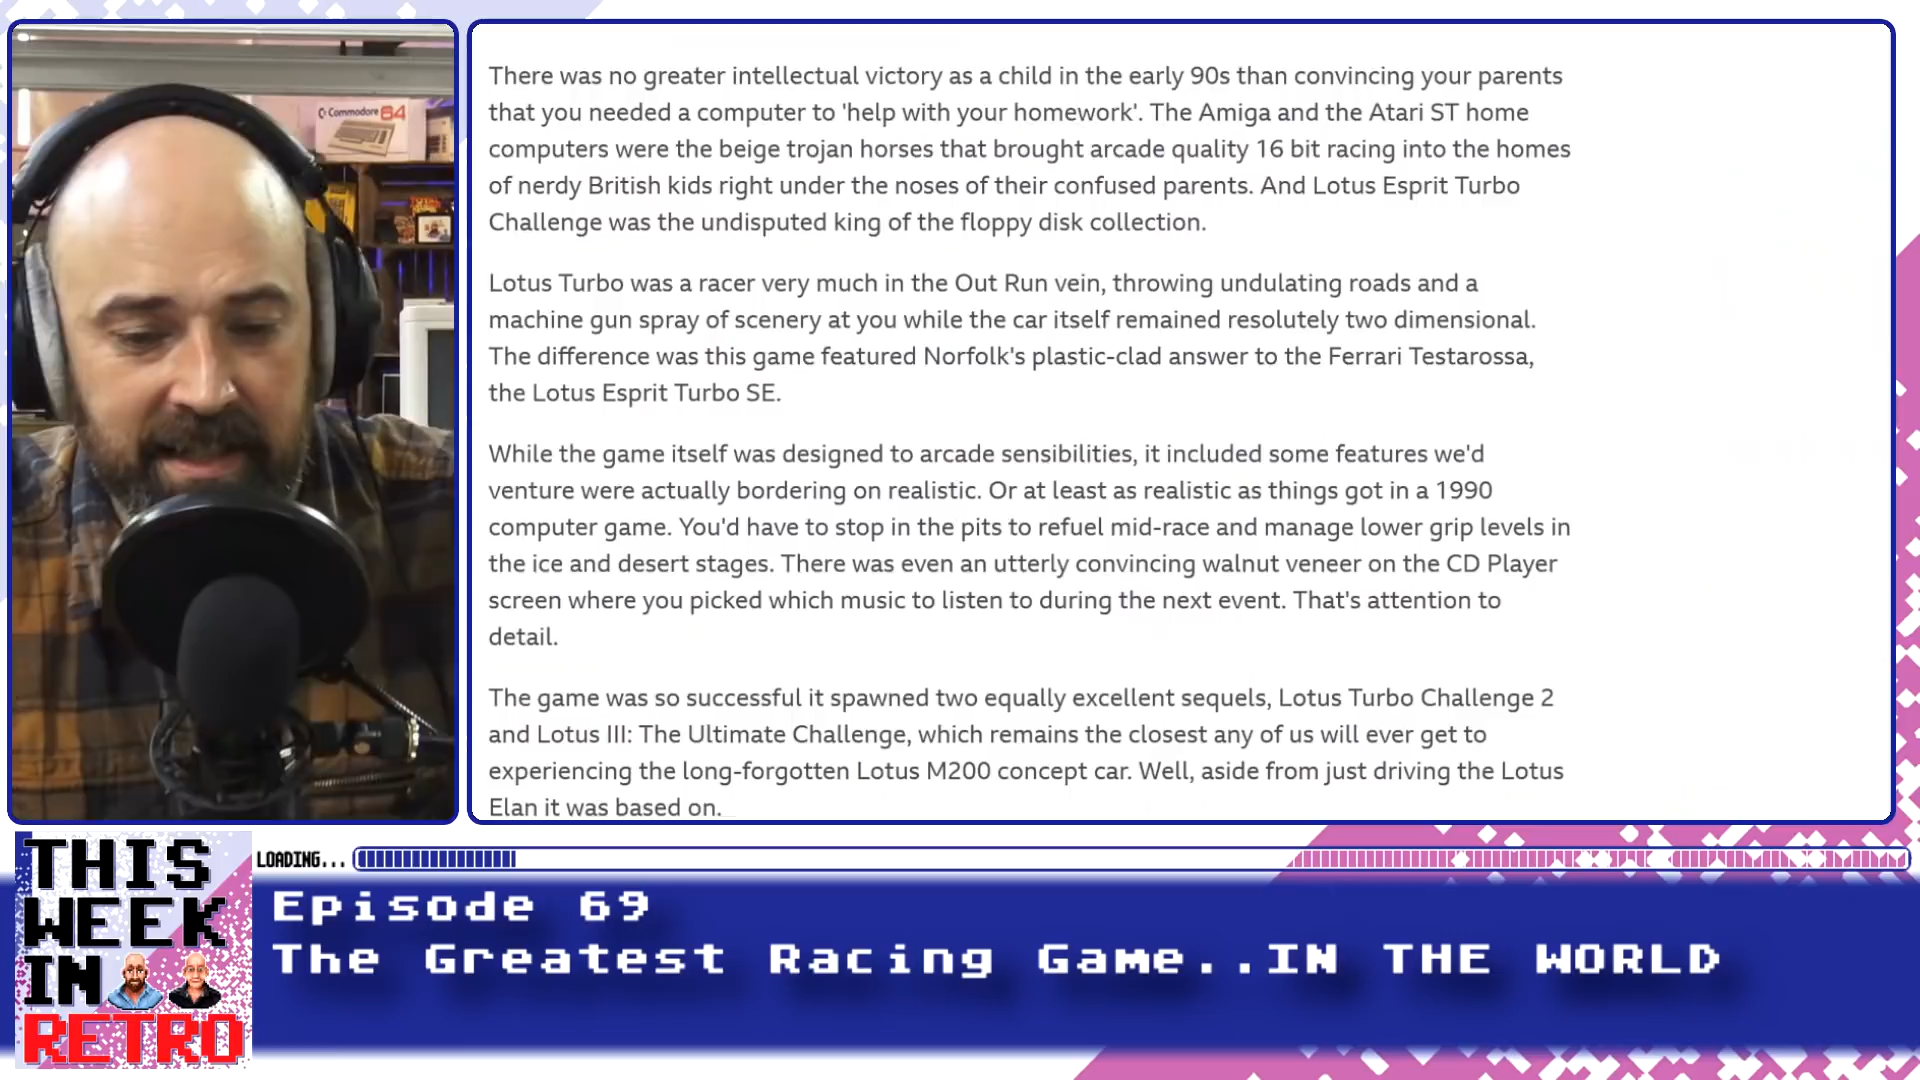 Commodore 64
There was no greater intellectual victory as a child in the early 90s than convincing your parents
that you needed a computer to 'help with your homework'. The Amiga and the Atari ST home
computers were the beige trojan horses that brought arcade quality 16 bit racing into the homes
of nerdy British kids right under the noses of their confused parents. And Lotus Esprit Turbo
Challenge was the undisputed king of the floppy disk collection.
Lotus Turbo was a racer very much in the Out Run vein, throwing undulating roads and a
machine gun spray of scenery at you while the car itself remained resolutely two dimensional.
The difference was this game featured Norfolk's plastic-clad answer to the Ferrari Testarossa,
the Lotus Esprit Turbo SE.
While the game itself was designed to arcade sensibilities, it included some features we'd
venture were actually bordering on realistic. Or at least as realistic as things got in a 1990
computer game. You'd have to stop in the pits to refuel mid-race and manage lower grip levels in
the ice and desert stages. There was even an utterly convincing walnut veneer on the CD Player
screen where you picked which music to listen to during the next event. That's attention to
detail.
The game was so successful it spawned two equally excellent sequels, Lotus Turbo Challenge 2
and Lotus III: The Ultimate Challenge, which remains the closest any of us will ever get to
experiencing the long-forgotten Lotus M200 concept car. Well, aside from just driving the Lotus
Elan it was based on.
THIS
WEEK
IN
RETRO
LOADING...
Episode 69
The Greatest Racing Game..IN THE WORLD